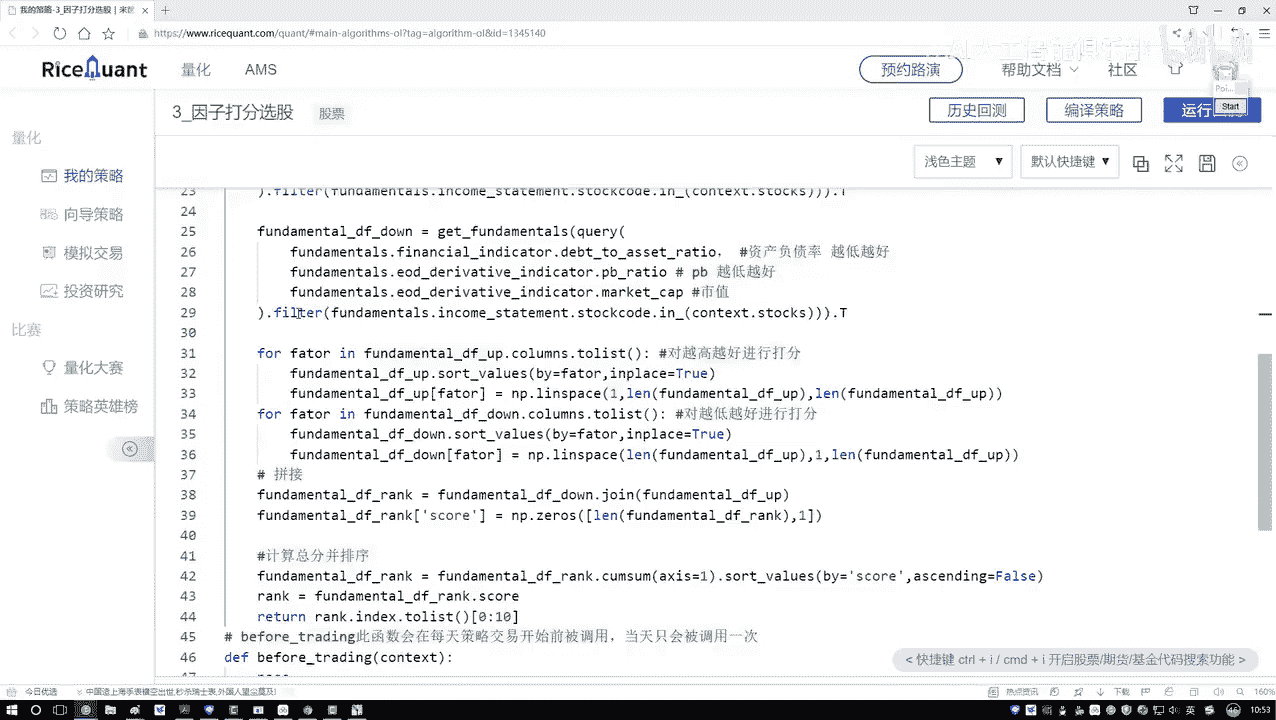 我的策略-3_因子打分选股 | 来
https://www.ricequant.com/quant/#main-algorithms-ol?tag=algorithm-ol&id=1345140
RiceQuant 量化 AMS 预约路演 帮助文档 社区
Poi...
Start
3_因子打分选股 股票 历史回测 编译策略 运行
量化
浅色主题 ▼ 默认快捷键 ▼
我的策略
向导策略
模拟交易
投资研究
比赛
量化大赛
策略英雄榜
23 ).filter(fundamentals.income_statement.stockcode.in_(context.stocks))).T
24
25 fundamental_df_down = get_fundamentals(query(
26 fundamentals.financial_indicator.debt_to_asset_ratio， #资产负债率 越低越好
27 fundamentals.eod_derivative_indicator.pb_ratio # pb 越低越好
28 fundamentals.eod_derivative_indicator.market_cap #市值
29 ).filter(fundamentals.income_statement.stockcode.in_(context.stocks))).T
30
31 for fator in fundamental_df_up.columns.tolist(): #对越高越好进行打分
32 fundamental_df_up.sort_values(by=fator,inplace=True)
33 fundamental_df_up[fator] = np.linspace(1,len(fundamental_df_up),len(fundamental_df_up))
34 for fator in fundamental_df_down.columns.tolist(): #对越低越好进行打分
35 fundamental_df_down.sort_values(by=fator,inplace=True)
36 fundamental_df_down[fator] = np.linspace(len(fundamental_df_up),1,len(fundamental_df_up))
37 # 拼接
38 fundamental_df_rank = fundamental_df_down.join(fundamental_df_up)
39 fundamental_df_rank['score'] = np.zeros([len(fundamental_df_rank),1])
40
41 #计算总分并排序
42 fundamental_df_rank = fundamental_df_rank.cumsum(axis=1).sort_values(by='score',ascending=False)
43 rank = fundamental_df_rank.score
44 return rank.index.tolist()[0:10]
45 # before_trading此函数会在每天策略交易开始前被调用，当天只会被调用一次
46 def before_trading(context):
< 快捷键 ctrl + i / cmd + i 开启股票/期货/基金代码搜索功能 >
今日优选 中国造上海手表横空出世,秒杀瑞士表,外国人望尘莫及! 热点资讯 下载 160%
英 10:53